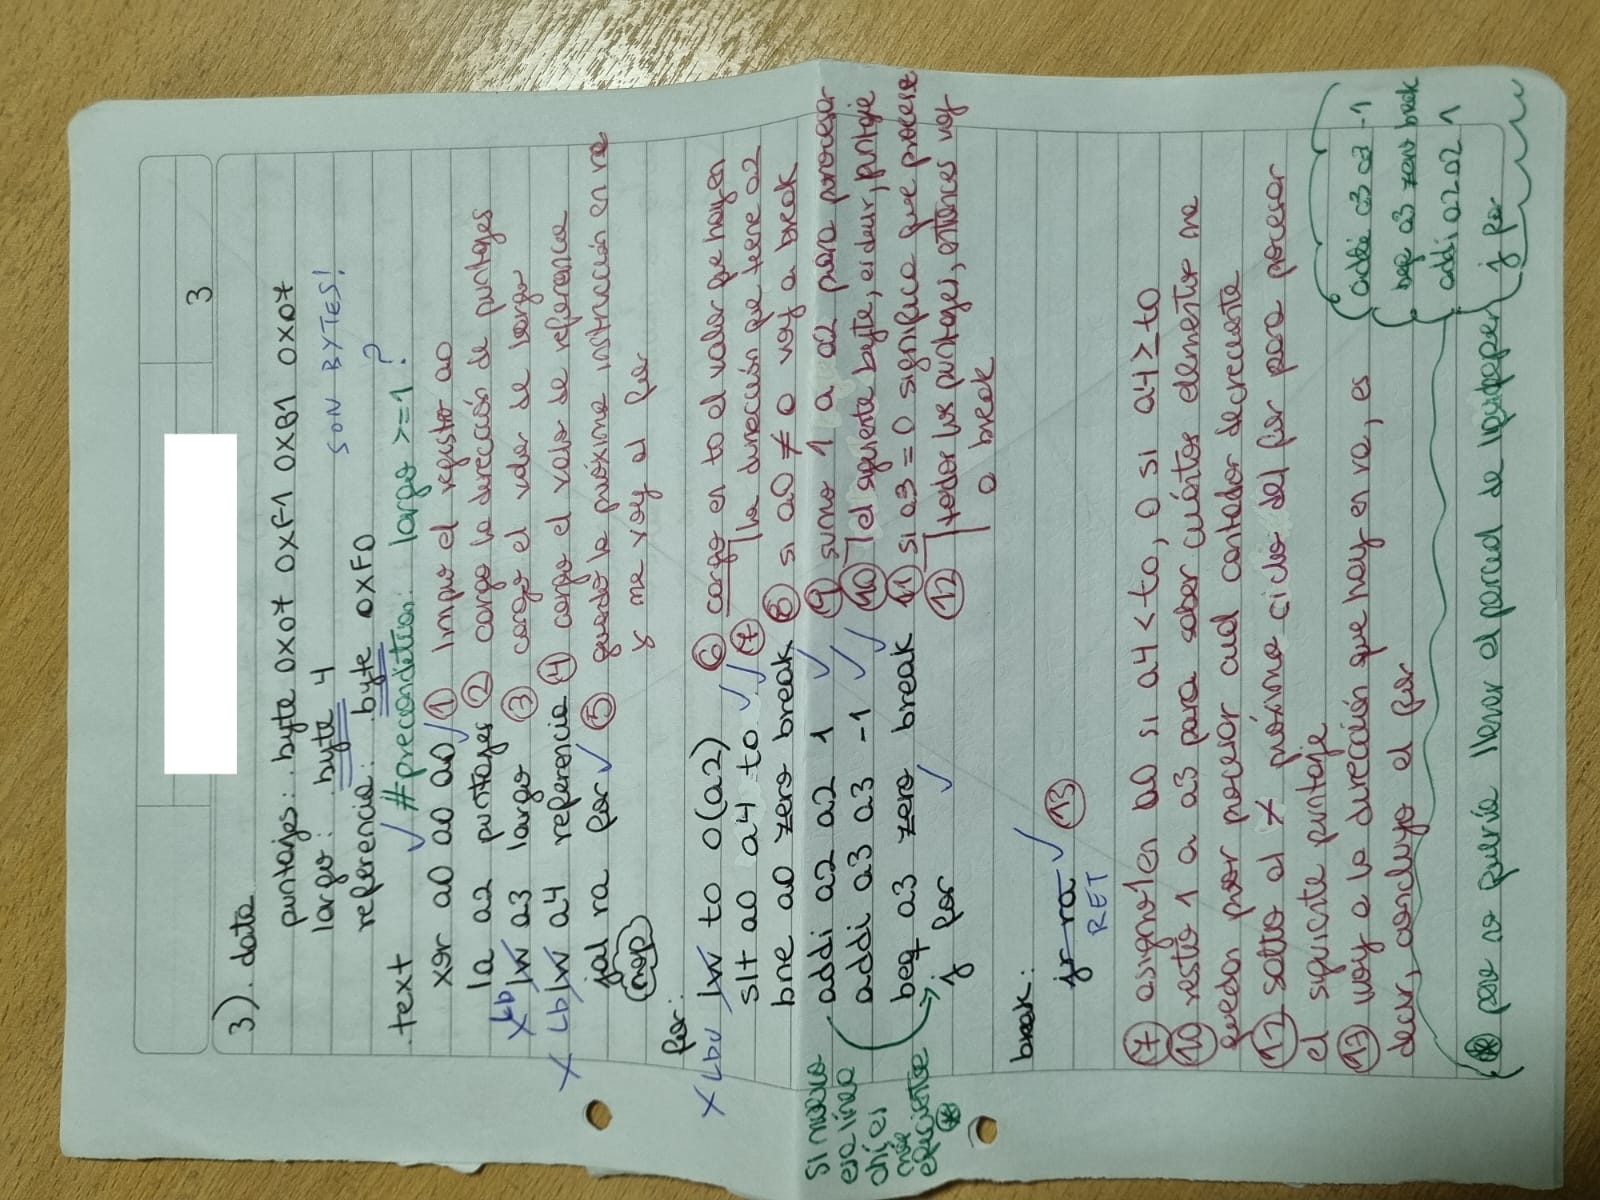 3
3). data
puntajes: .byte 0x07 0xF1 0xB1 0x07
largo: .byte 4
SON BYTES!
referencia: .byte 0xF0
.text ✓ #precondition: largo >=1 ?
xor a0 a0 a0 ✓ ① limpio el registro a0
la a2 puntajes ② cargo la dirección de puntajes
X Lb lw a3 largo ③ cargo el valor de largo
X Lb lw a4 referencia ④ cargo el valor de referencia
jal ra for ✓ ⑤ guardo la próxima instrucción en ra
nop y me voy al for
for:
X Lbu lw t0 0(a2) ⑥ cargo en t0 el valor que hay en
slt a0 a4 t0 ✓ ✓ ⑦ la dirección que tiene a2
bne a0 zero break ⑧ si a0 ≠ 0 voy a break
addi a2 a2 1 ✓ ⑨ sumo 1 a a2 para procesar
addi a3 a3 -1 ✓ ✓ ⑩ el siguiente byte, es decir, puntaje
beq a3 zero break ⑪ si a3 = 0 significa que procese
j for ✓ ⑫ todos los puntajes, entonces voy
a break
si
esa línea
ahí es
más
eficiente
⊛
break:
jr ra ✓ ⑬
RET
⑦ asigno 1 en a0 si a4 < t0, 0 si a4 ≥ t0
⑩ resto 1 a a3 para saber cuántos elementos me
quedan por procesar cual contador decreciente
⑫ salto al próximo ciclo del for para procesar
el siguiente puntaje
⑬ voy a la dirección que hay en ra, es
decir, concluyo el for
addi a3 a3 -1
beq a3 zero break
addi a2 a2 1
j for
⊛ pero no quería llenar el parcial de liquidpaper